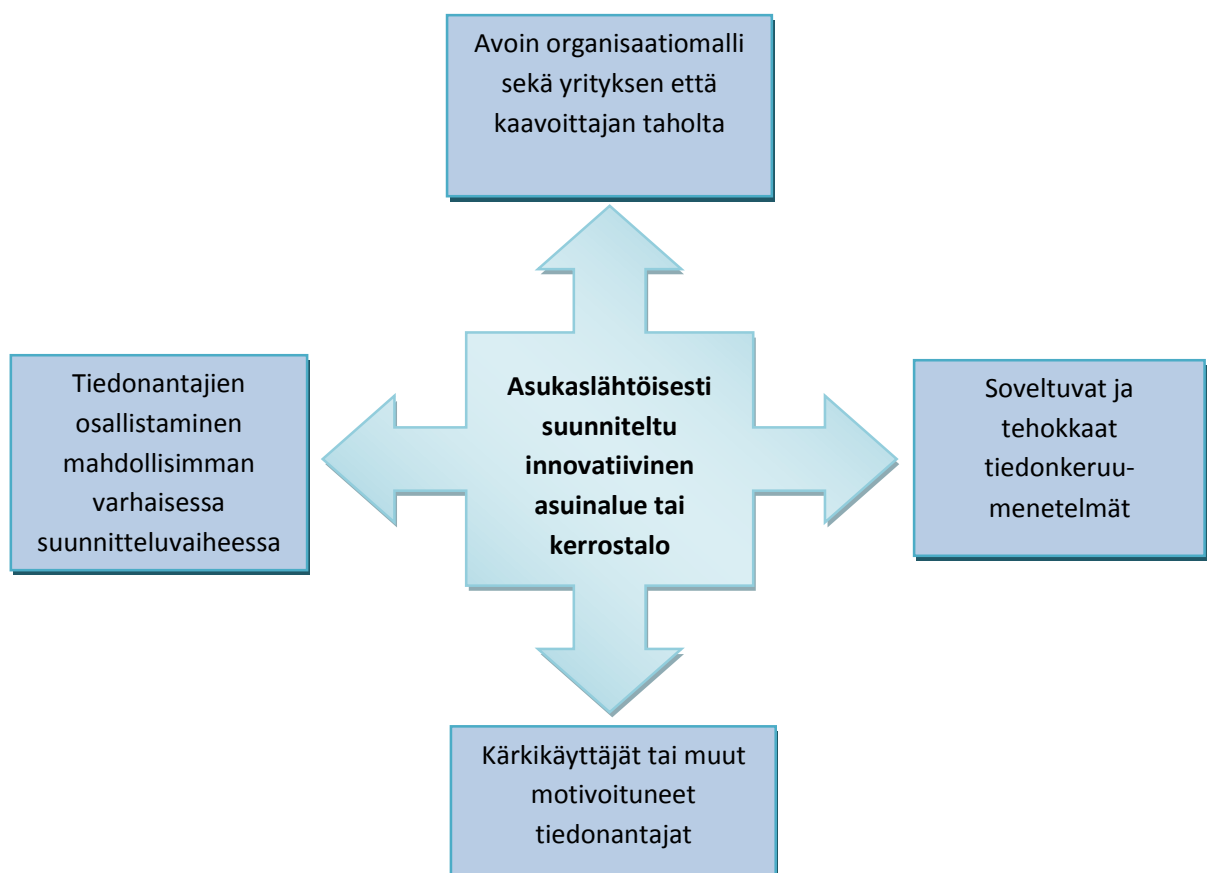 Avoin organisaatiomalli
sekä yrityksen että
kaavoittajan taholta
Tiedonantajien
osallistaminen
mahdollisimman
varhaisessa
suunnitteluvaiheessa
Asukaslähtöisesti
suunniteltu
innovatiivinen
asuinalue tai
kerrostalo
Soveltuvat ja
tehokkaat
tiedonkeruu-
menetelmät
Kärkikäyttäjät tai muut
motivoituneet
tiedonantajat